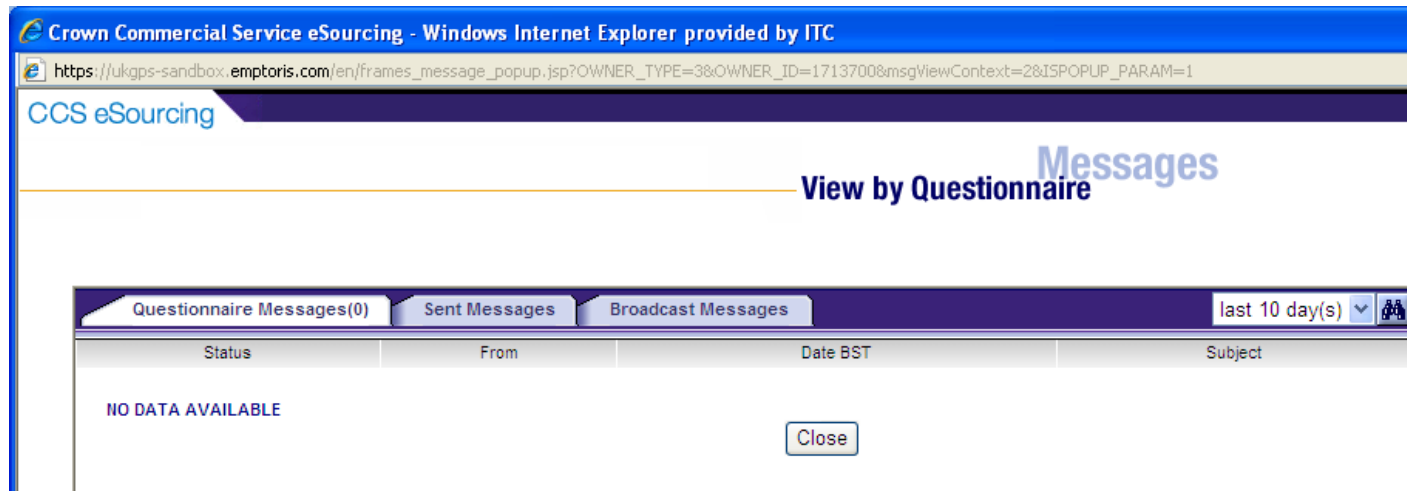 Crown Commercial Service eSourcing - Windows Internet Explorer provided by ITC
https://ukgps-sandbox.emptoris.com/en/frames_message_popup.jsp?OWNER_TYPE=3&OWNER_ID=1713700&msgViewContext=2&ISPOPUP_PARAM=1
CCS eSourcing
Messages
View by Questionnaire
Questionnaire Messages(0) Sent Messages Broadcast Messages last 10 day(s)
Status From Date BST Subject
NO DATA AVAILABLE
Close